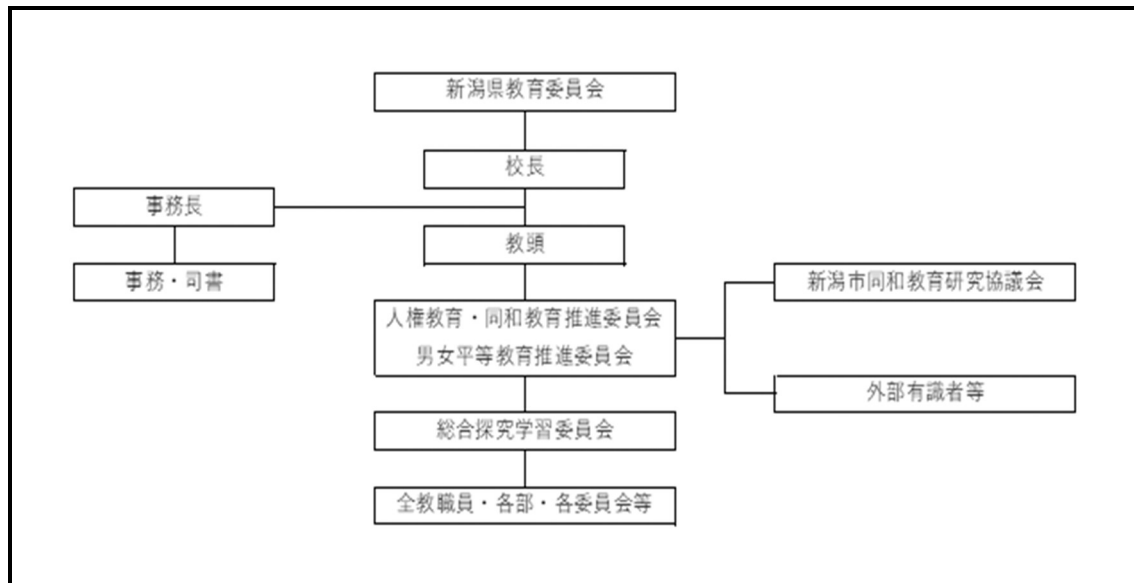 新潟県教育委員会
校長
事務長
教頭
事務・司書
新潟市同和教育研究協議会
人権教育・同和教育推進委員会
男女平等教育推進委員会
外部有識者等
総合探究学習委員会
全教職員・各部・各委員会等